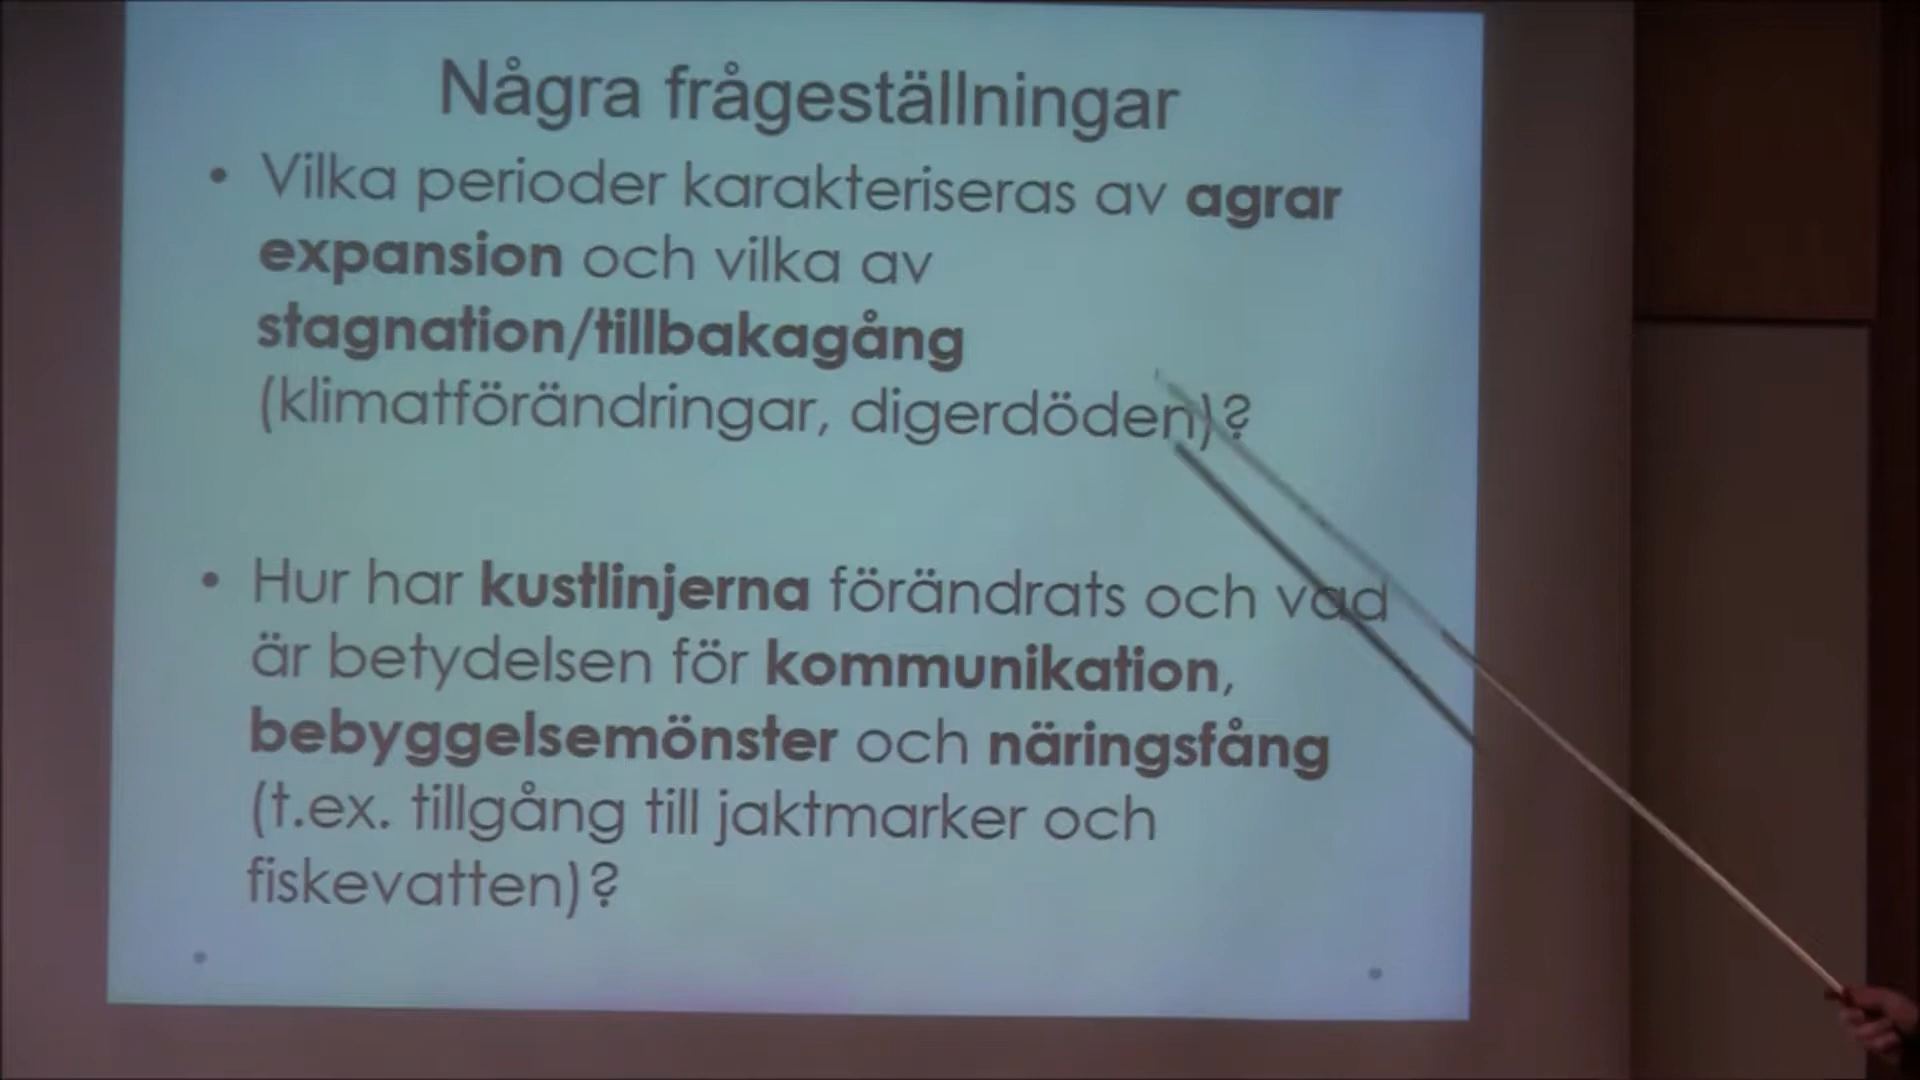 Några frågeställningar
• Vilka perioder karakteriseras av agrar
expansion och vilka av
stagnation/tillbakagång
(klimatförändringar, digerdöden)?
• Hur har kustlinjerna förändrats och vad
är betydelsen för kommunikation,
bebyggelsemönster och näringsfång
(t.ex. tillgång till jaktmarker och
fiskevatten)?